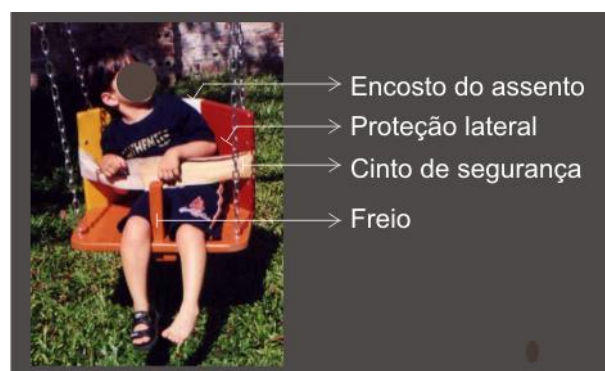 Encosto do assento
Proteção lateral
Cinto de segurança
Freio